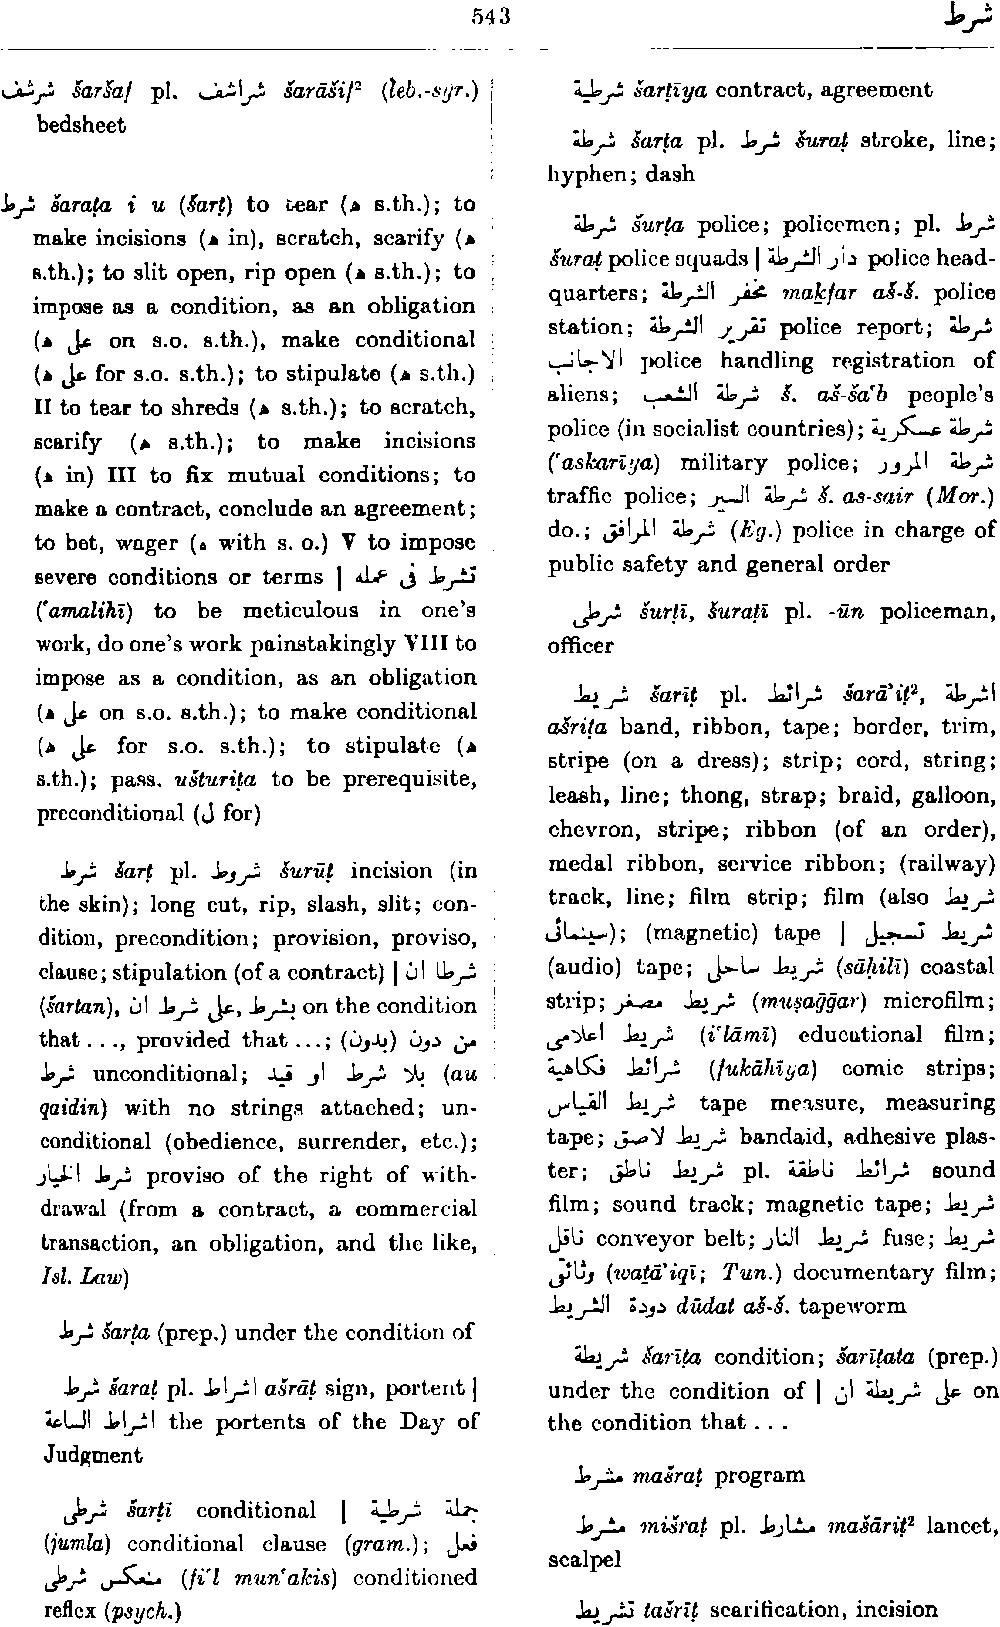 543
شرط
شرشف šaršaf pl. شراشف šarāšif² (leb.-syr.)
bedsheet
شرط šaraṭa i u (šarṭ) to tear (ه s.th.); to
make incisions (ه in), scratch, scarify (ه
s.th.); to slit open, rip open (ه s.th.); to
impose as a condition, as an obligation
(ه على on s.o. s.th.), make conditional
(ه على for s.o. s.th.); to stipulate (ه s.th.)
II to tear to shreds (ه s.th.); to scratch,
scarify (ه s.th.); to make incisions
(ه in) III to fix mutual conditions; to
make a contract, conclude an agreement;
to bet, wager (ه with s. o.) V to impose
severe conditions or terms | تشرط فى عمله
(ʿamalihī) to be meticulous in one's
work, do one's work painstakingly VIII to
impose as a condition, as an obligation
(ه على on s.o. s.th.); to make conditional
(ه على for s.o. s.th.); to stipulate (ه
s.th.); pass. ušturiṭa to be prerequisite,
preconditional (ل for)
شرط šarṭ pl. شروط šurūṭ incision (in
the skin); long cut, rip, slash, slit; con-
dition, precondition; provision, proviso,
clause; stipulation (of a contract) | شرطا ان
(šartan), بشرط, على شرط ان on the condition
that . . ., provided that ...; من دون (بدون)
شرط unconditional; بلا شرط او قيد (au
qaidin) with no strings attached; un-
conditional (obedience, surrender, etc.);
شرط الخيار proviso of the right of with-
drawal (from a contract, a commercial
transaction, an obligation, and the like,
Isl. Law)
شرط šarṭa (prep.) under the condition of
شرط šaraṭ pl. اشراط ašrāṭ sign, portent |
اشراط الساعة the portents of the Day of
Judgment
شرطى šarṭī conditional | جملة شرطية
(jumla) conditional clause (gram.); فعل
منعكس شرطى (fiʿl munʿakis) conditioned
reflex (psych.)
شرطية šarṭīya contract, agreement
شرطة šarṭa pl. شرط šuraṭ stroke, line;
hyphen; dash
شرطة šurṭa police; policemen; pl. شرط
šuraṭ police squads | دار الشرطة police head-
quarters; مخفر الشرطة maḵfar aš-š. police
station; تقرير الشرطة police report; شرطة
الاجانب police handling registration of
aliens; شرطة الشعب š. aš-šaʿb people's
police (in socialist countries); شرطة عسكرية
(ʿaskarīya) military police; شرطة المرور
traffic police; شرطة السير š. as-sair (Mor.)
do.; شرطة المرافق (Eg.) police in charge of
public safety and general order
شرطى šurṭī, šuraṭī pl. -ūn policeman,
officer
شريط šarīṭ pl. شرائط šarāʾiṭ², اشرطة
ašriṭa band, ribbon, tape; border, trim,
stripe (on a dress); strip; cord, string;
leash, line; thong, strap; braid, galloon,
chevron, stripe; ribbon (of an order),
medal ribbon, service ribbon; (railway)
track, line; film strip; film (also شريط
سينمائى); (magnetic) tape | شريط تسجيل
(audio) tape; شريط ساحلى (sāḥilī) coastal
strip; شريط مصغر (muṣaḡḡar) microfilm;
شريط اعلامى (iʿlāmī) educational film;
شرائط فكاهية (fukāhīya) comic strips;
شريط القياس tape measure, measuring
tape; شريط لاصق bandaid, adhesive plas-
ter; شريط ناطق pl. شرائط ناطقة sound
film; sound track; magnetic tape; شريط
ناقل conveyor belt; شريط النار fuse; شريط
وثائقى (waṯāʾiqī; Tun.) documentary film;
دودة الشريط dūdat aš-š. tapeworm
شريطة šarīṭa condition; šarīṭata (prep.)
under the condition of | على شريطة ان on
the condition that . . .
مشرط mašraṭ program
مشرط mišraṭ pl. مشارط mašāriṭ² lancet,
scalpel
تشريط tašrīṭ scarification, incision